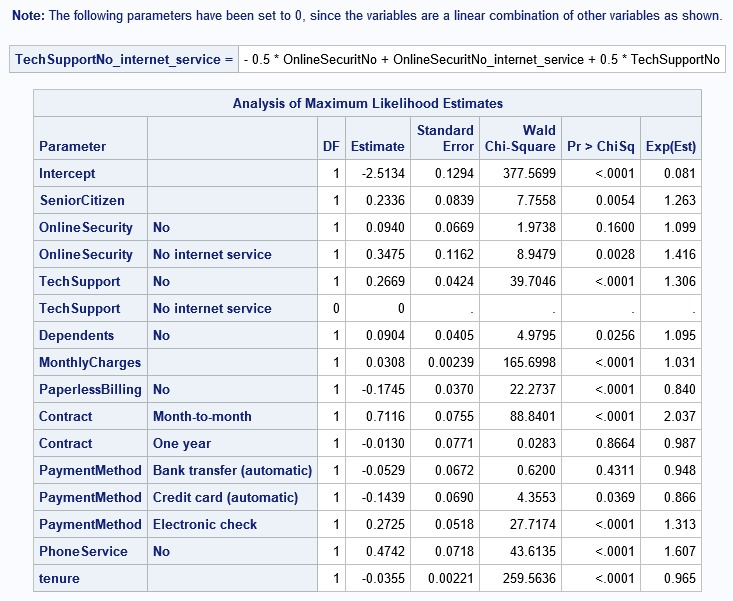 Note: The following parameters have been set to 0, since the variables are a linear combination of other variables as shown.
TechSupportNo_internet_service = - 0.5 * OnlineSecuritNo + OnlineSecuritNo_internet_service + 0.5 * TechSupportNo
Analysis of Maximum Likelihood Estimates
Parameter DF Estimate Standard Error Wald Chi-Square Pr > ChiSq Exp(Est)
Intercept 1 -2.5134 0.1294 377.5699 <.0001 0.081
SeniorCitizen 1 0.2336 0.0839 7.7558 0.0054 1.263
OnlineSecurity No 1 0.0940 0.0669 1.9738 0.1600 1.099
OnlineSecurity No internet service 1 0.3475 0.1162 8.9479 0.0028 1.416
TechSupport No 1 0.2669 0.0424 39.7046 <.0001 1.306
TechSupport No internet service 0 0 . . . .
Dependents No 1 0.0904 0.0405 4.9795 0.0256 1.095
MonthlyCharges 1 0.0308 0.00239 165.6998 <.0001 1.031
PaperlessBilling No 1 -0.1745 0.0370 22.2737 <.0001 0.840
Contract Month-to-month 1 0.7116 0.0755 88.8401 <.0001 2.037
Contract One year 1 -0.0130 0.0771 0.0283 0.8664 0.987
PaymentMethod Bank transfer (automatic) 1 -0.0529 0.0672 0.6200 0.4311 0.948
PaymentMethod Credit card (automatic) 1 -0.1439 0.0690 4.3553 0.0369 0.866
PaymentMethod Electronic check 1 0.2725 0.0518 27.7174 <.0001 1.313
PhoneService No 1 0.4742 0.0718 43.6135 <.0001 1.607
tenure 1 -0.0355 0.00221 259.5636 <.0001 0.965